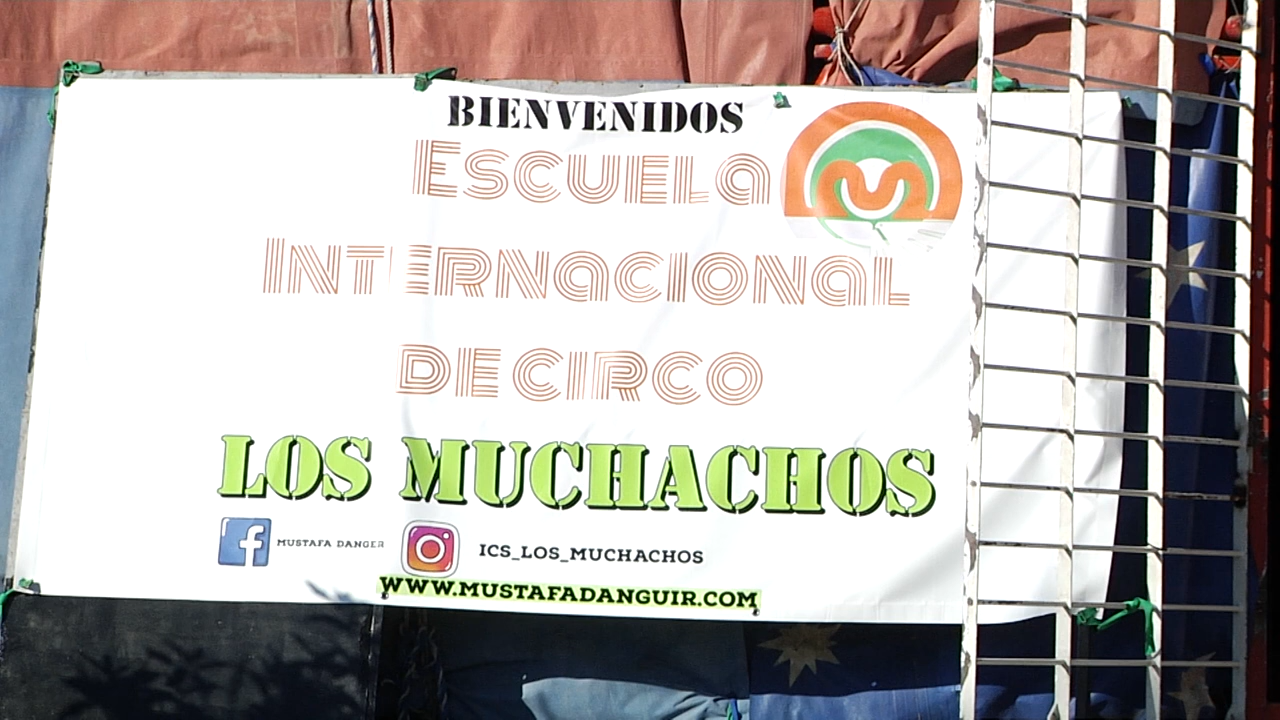 BIENVENIDOS
ESCUELA
INTERNACIONAL
DE CIRCO
LOS MUCHACHOS
f MUSTAFA DANGER ICS_LOS_MUCHACHOS
WWW.MUSTAFADANGUIR.COM